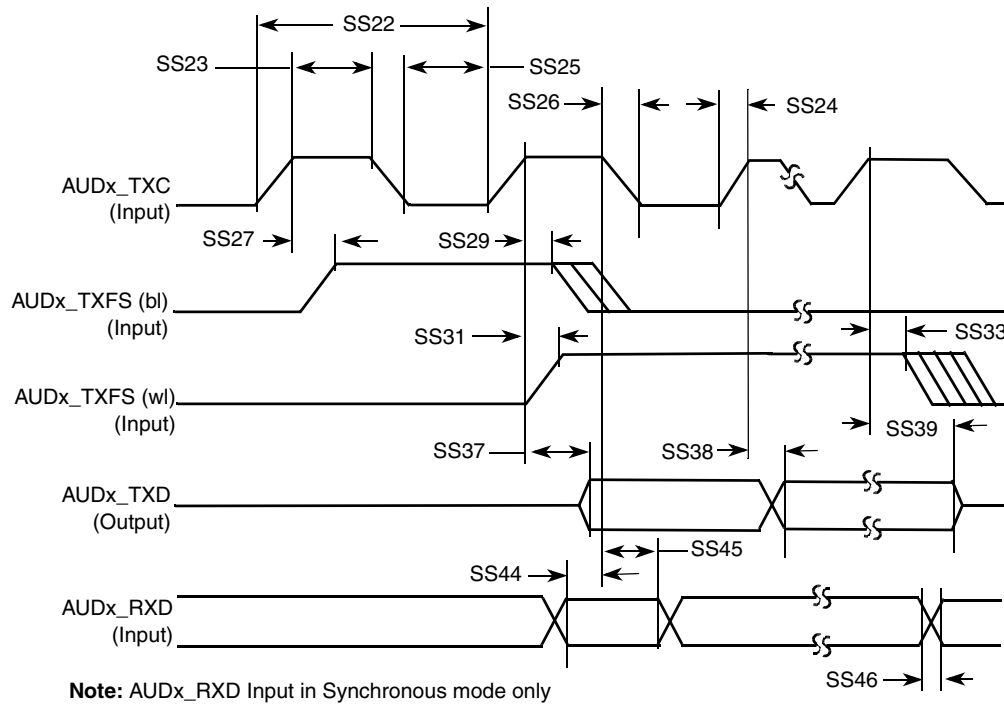 SS22
SS23
SS25
SS26
SS24
AUDx_TXC
(Input)
SS27
SS29
AUDx_TXFS (bl)
(Input)
SS31
SS33
AUDx_TXFS (wl)
(Input)
SS37
SS38
SS39
AUDx_TXD
(Output)
SS44
SS45
AUDx_RXD
(Input)
SS46
Note: AUDx_RXD Input in Synchronous mode only